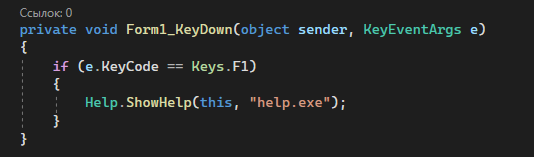 Ссылок: 0
private void Form1_KeyDown(object sender, KeyEventArgs e)
{
if (e.KeyCode == Keys.F1)
{
Help.ShowHelp(this, "help.exe");
}
}